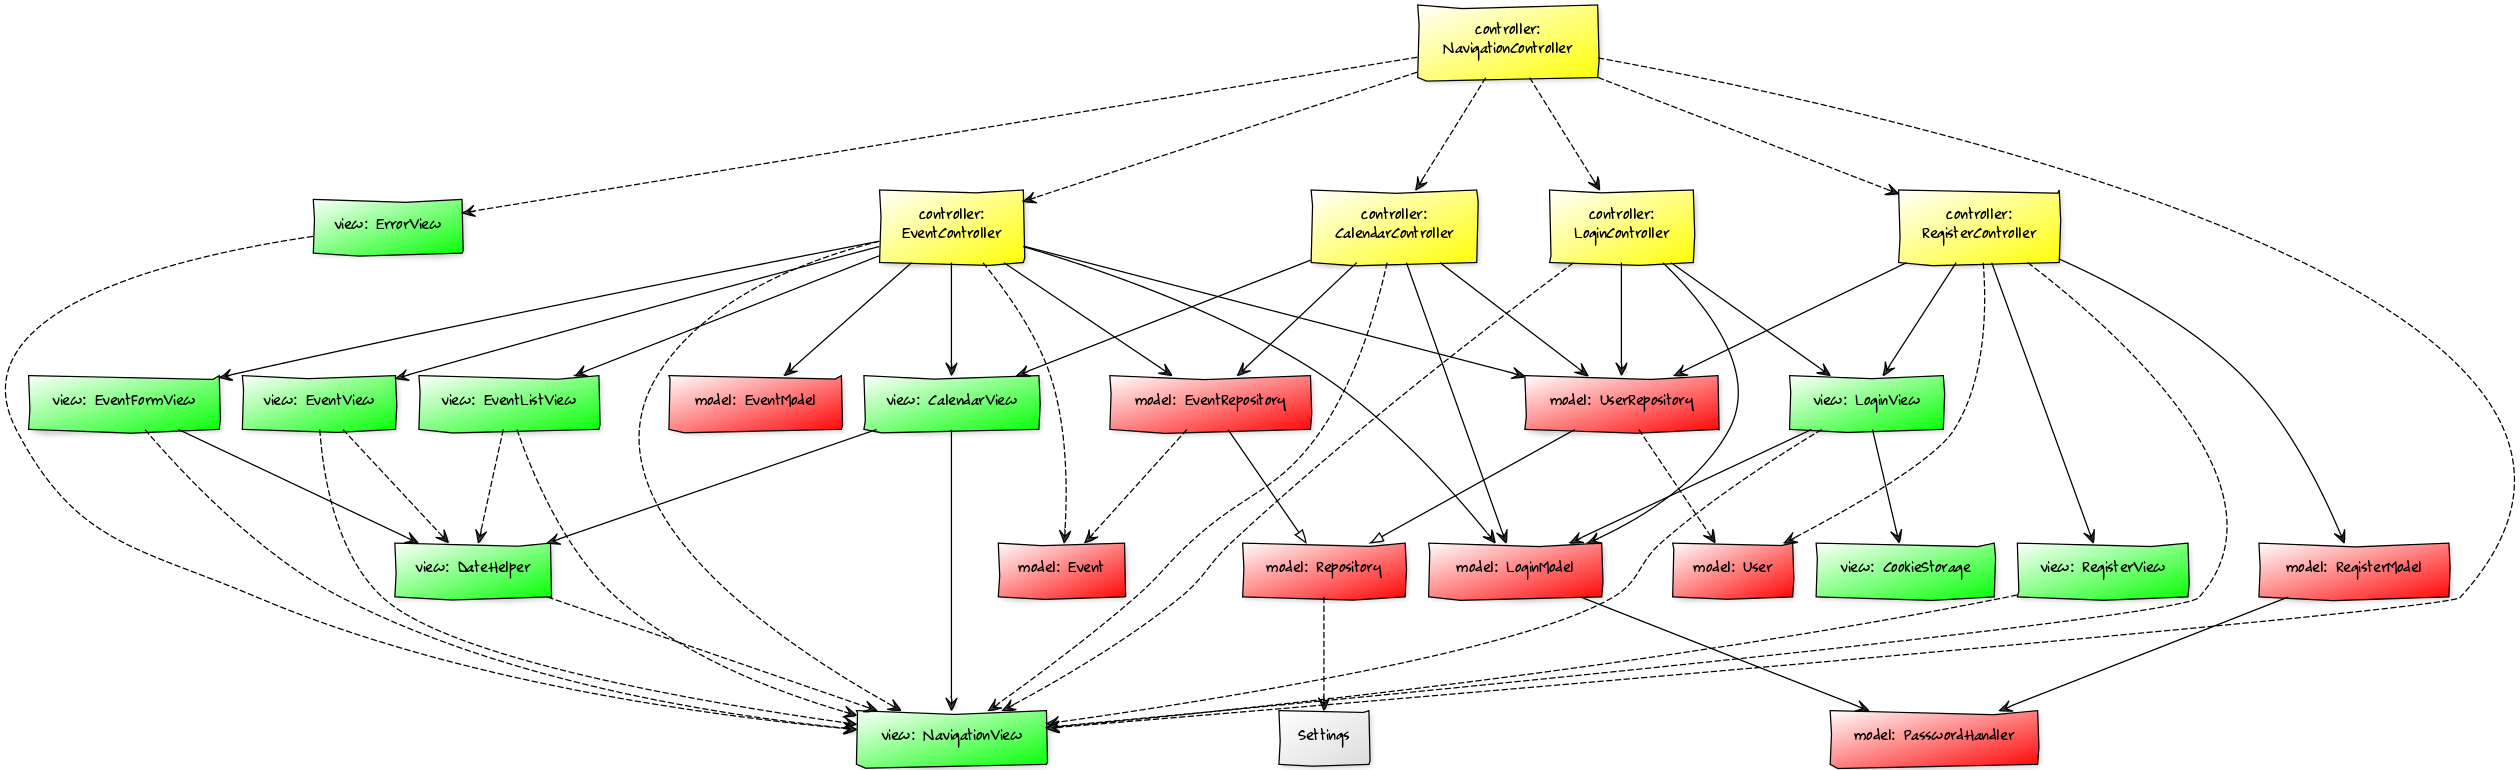 controller:
NavigationController
view: ErrorView
controller:
EventController
controller:
CalendarController
controller:
LoginController
controller:
RegisterController
view: EventFormView
view: EventView
view: EventListView
model: EventModel
view: CalendarView
model: EventRepository
model: UserRepository
view: LoginView
view: DateHelper
model: Event
model: Repository
model: LoginModel
model: User
view: CookieStorage
view: RegisterView
model: RegisterModel
view: NavigationView
Settings
model: PasswordHandler